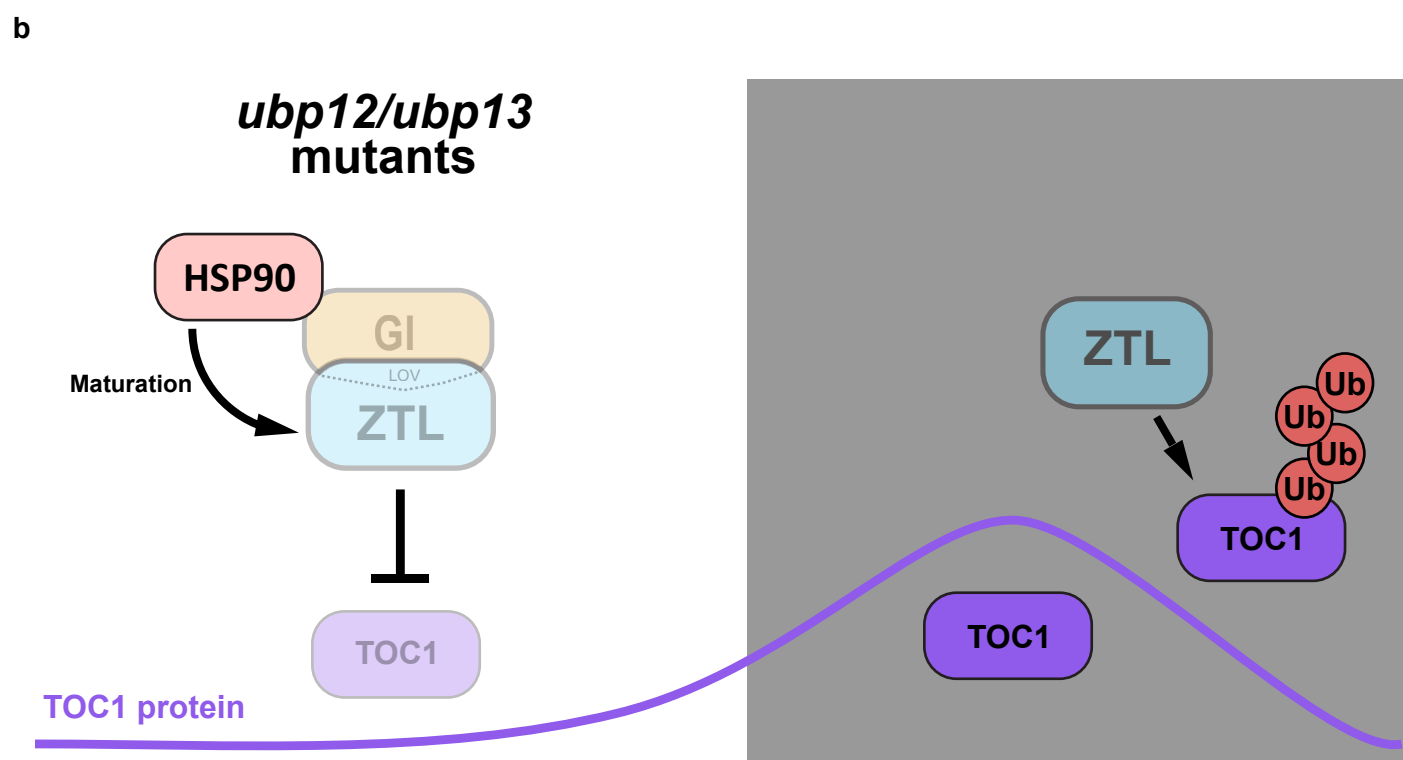 b
ubp12/ubp13
mutants
HSP90
GI
LOV
ZTL
Maturation
TOC1
TOC1 protein
ZTL
Ub
Ub
Ub
Ub
TOC1
TOC1